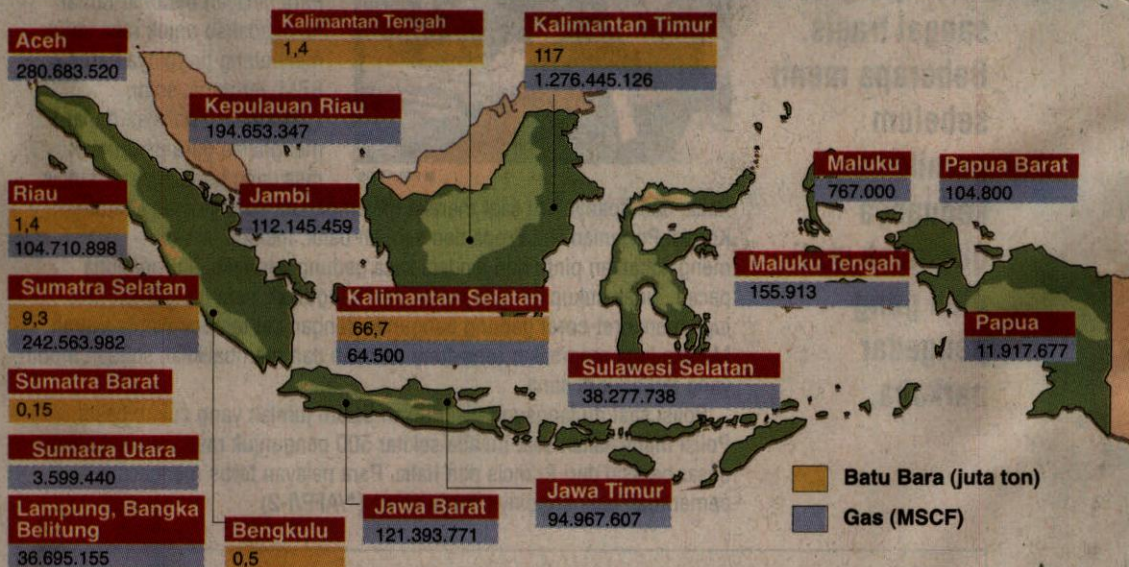 Aceh
280.683.520
Kalimantan Tengah
1,4
Kalimantan Timur
117
1.276.445.126
Kepulauan Riau
194.653.347
Riau
1,4
104.710.898
Jambi
112.145.459
Maluku
767.000
Papua Barat
104.800
Sumatra Selatan
9,3
242.563.982
Kalimantan Selatan
66,7
64.500
Maluku Tengah
155.913
Papua
11.917.677
Sumatra Barat
0,15
Sulawesi Selatan
38.277.738
Sumatra Utara
3.599.440
Lampung, Bangka
Belitung
36.695.155
Bengkulu
0,5
Jawa Barat
121.393.771
Jawa Timur
94.967.607
Batu Bara (juta ton)
Gas (MSCF)